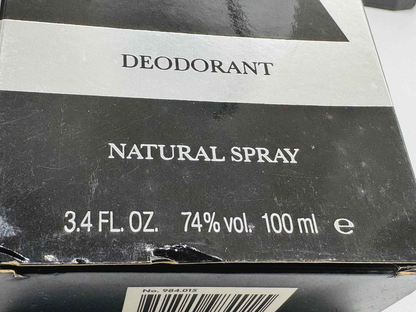 DEODORANT
NATURAL SPRAY
3.4 FL. OZ. 74% vol. 100 ml ℮
No. 984.015